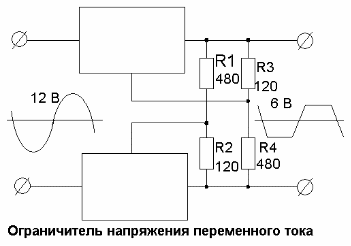 R1
480
R3
120
12 В
6 В
R2
120
R4
480
Ограничитель напряжения переменного тока